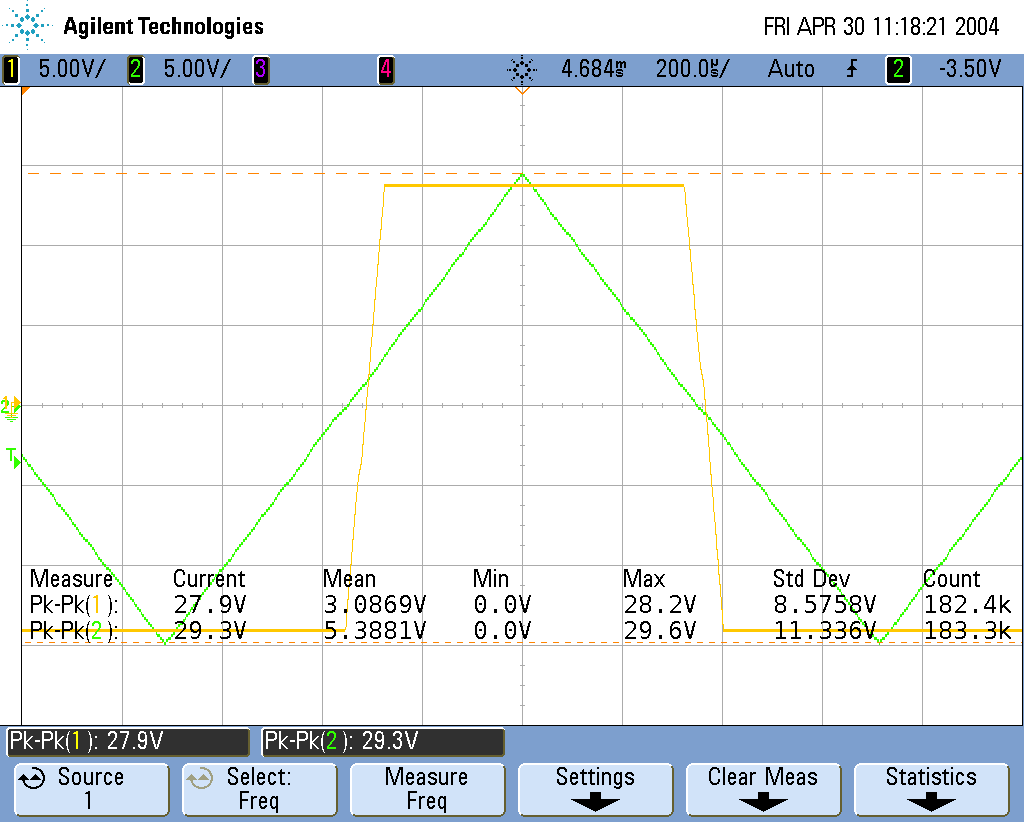 Agilent Technologies FRI APR 30 11:18:21 2004
1 5.00V/ 2 5.00V/ 3 4 4.684ms 200.0us/ Auto 2 -3.50V
2
T
Measure Current Mean Min Max Std Dev Count
Pk-Pk(1): 27.9V 3.0869V 0.0V 28.2V 8.5758V 182.4k
Pk-Pk(2): 29.3V 5.3881V 0.0V 29.6V 11.336V 183.3k
Pk-Pk(1): 27.9V Pk-Pk(2): 29.3V
Source Select: Measure Settings Clear Meas Statistics
1 Freq Freq